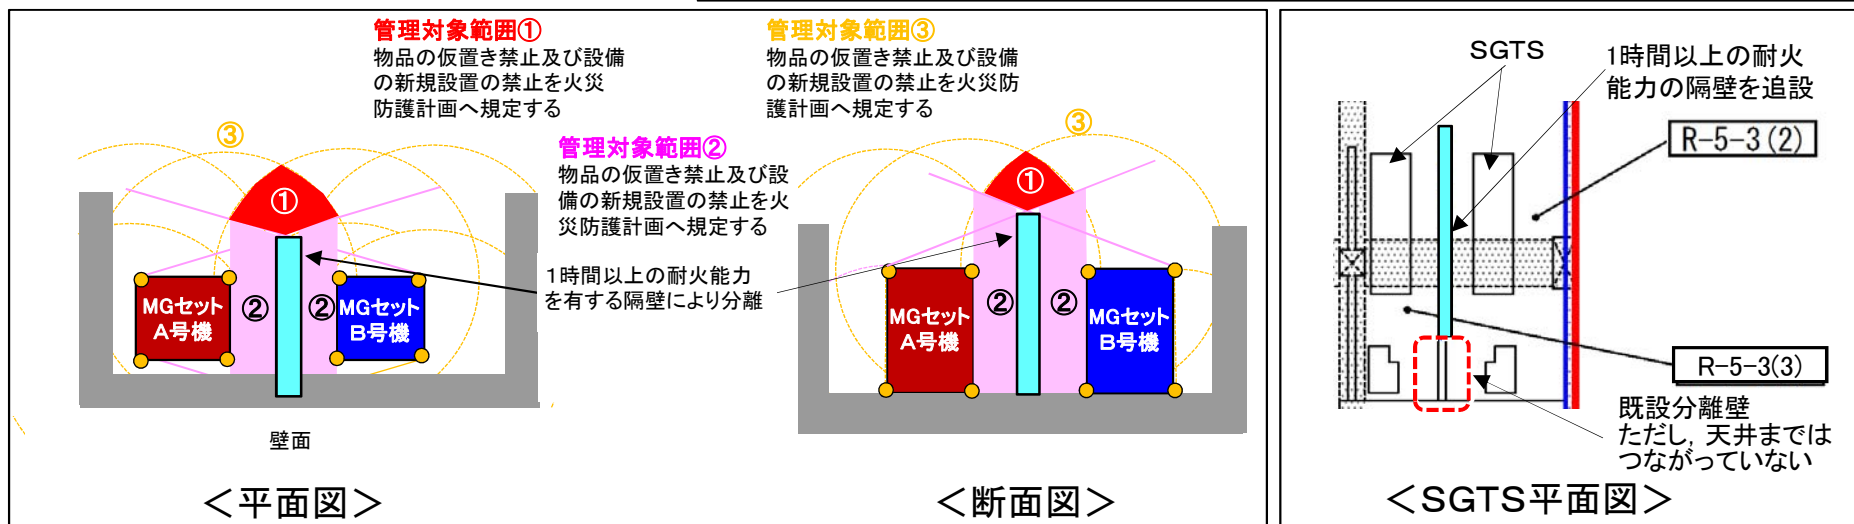 管理対象範囲①
物品の仮置き禁止及び設備
の新規設置の禁止を火災
防護計画へ規定する
管理対象範囲③
物品の仮置き禁止及び設備
の新規設置の禁止を火災防
護計画へ規定する
管理対象範囲②
物品の仮置き禁止及び設
備の新規設置の禁止を火
災防護計画へ規定する
1時間以上の耐火能力
を有する隔壁により分離
③
①
②
②
MGセット
A号機
MGセット
B号機
壁面
＜平面図＞
③
①
②
②
MGセット
A号機
MGセット
B号機
＜断面図＞
SGTS
1時間以上の耐火
能力の隔壁を追設
R-5-3(2)
R-5-3(3)
既設分離壁
ただし，天井までは
つながっていない
＜SGTS平面図＞